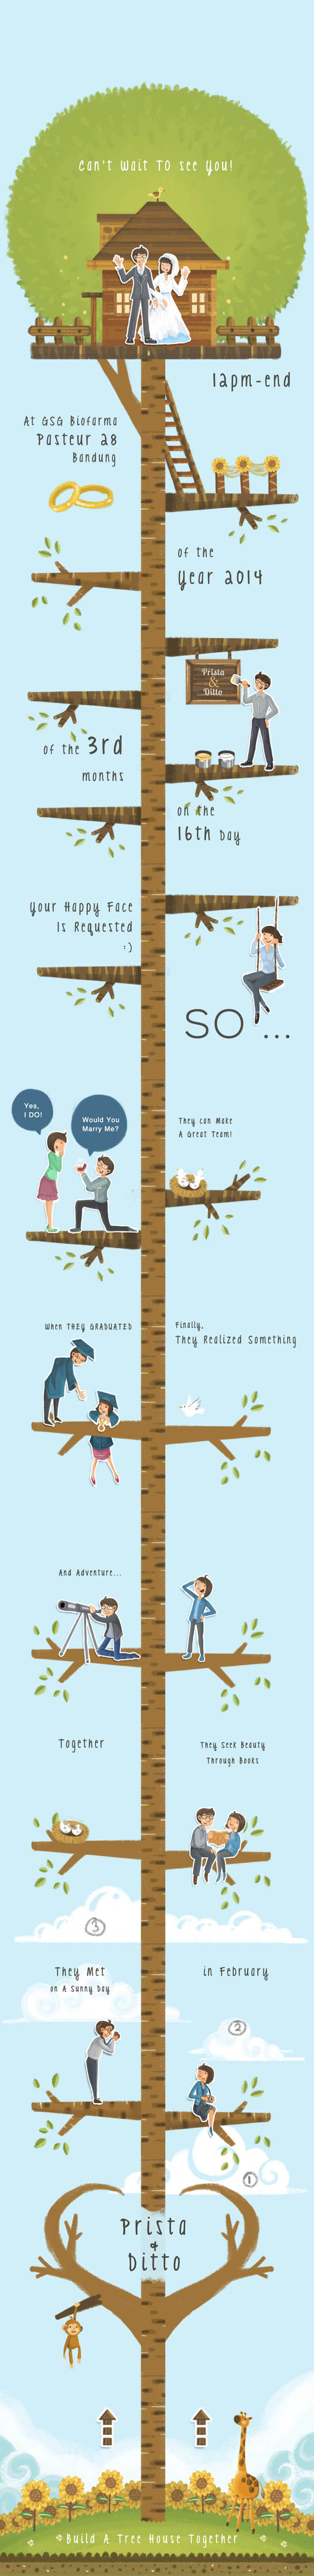 Can't Wait TO see You!
12pm-end
At GSG Biofarma
Pasteur 28
Bandung
of the
year 2014
Prista
&
Ditto
of the 3rd
months
on the
16th Day
Your Happy Face
Is Requested
:)
SO ...
Yes,
I DO!
Would You
Marry Me?
They can Make
A Great Team!
When THEY GRADUATED
Finally,
They Realized Something
And Adventure...
Together
They Seek Beauty
Through Books
3
They Met
on A Sunny Day
in February
2
1
Prista
&
Ditto
Build A Tree House Together